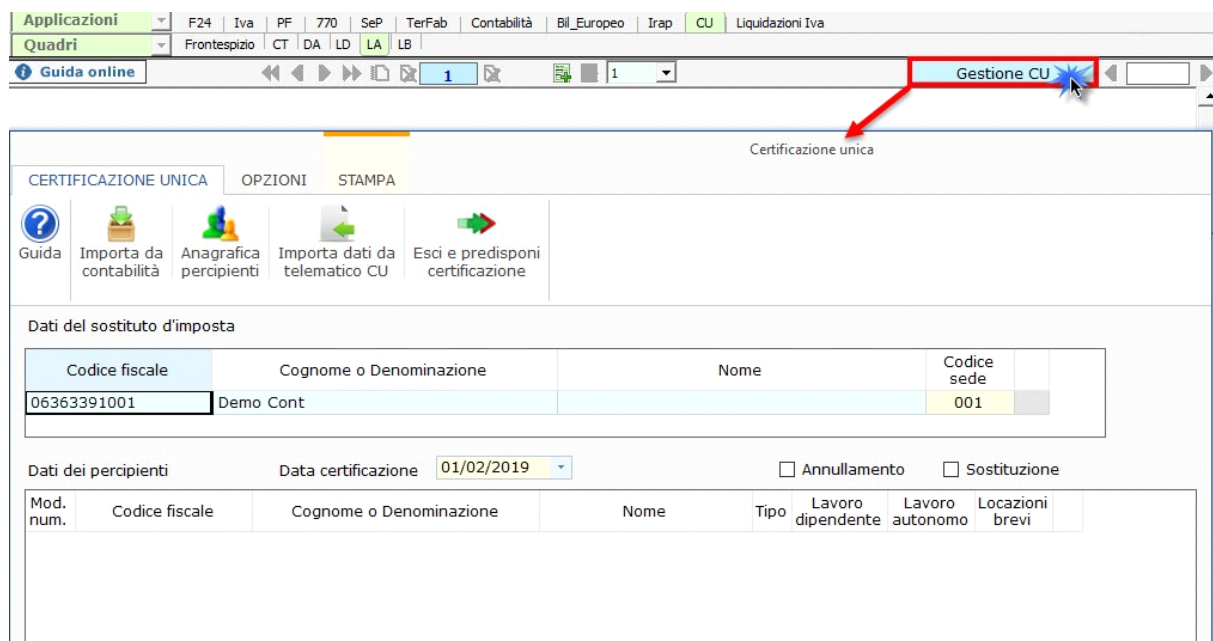 Applicazioni F24 Iva PF 770 SeP TerFab Contabilità Bil_Europeo Irap CU Liquidazioni Iva
Quadri Frontespizio CT DA LD LA LB
Guida online 1 1 Gestione CU
Certificazione unica
CERTIFICAZIONE UNICA OPZIONI STAMPA
Guida Importa da contabilità Anagrafica percipienti Importa dati da telematico CU Esci e predisponi certificazione
Dati del sostituto d'imposta
Codice fiscale Cognome o Denominazione Nome Codice sede
06363391001 Demo Cont 001
Dati dei percipienti Data certificazione 01/02/2019 Annullamento Sostituzione
Mod. num. Codice fiscale Cognome o Denominazione Nome Tipo Lavoro dipendente Lavoro autonomo Locazioni brevi